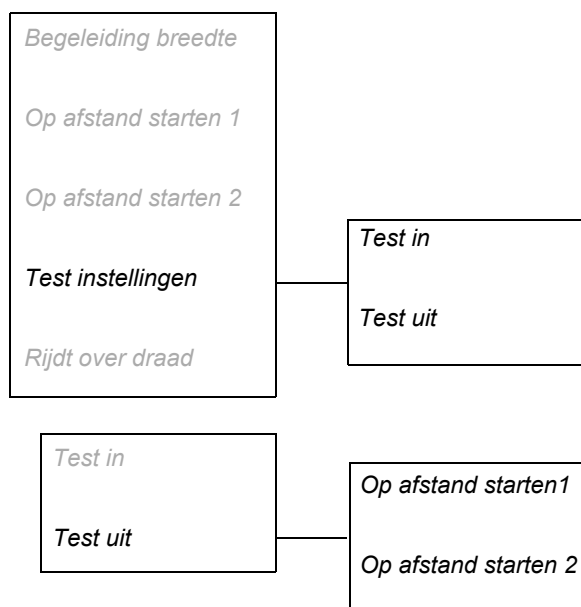 Begeleiding breedte
Op afstand starten 1
Op afstand starten 2
Test instellingen
Rijdt over draad
Test in
Test uit
Test in
Test uit
Op afstand starten1
Op afstand starten 2